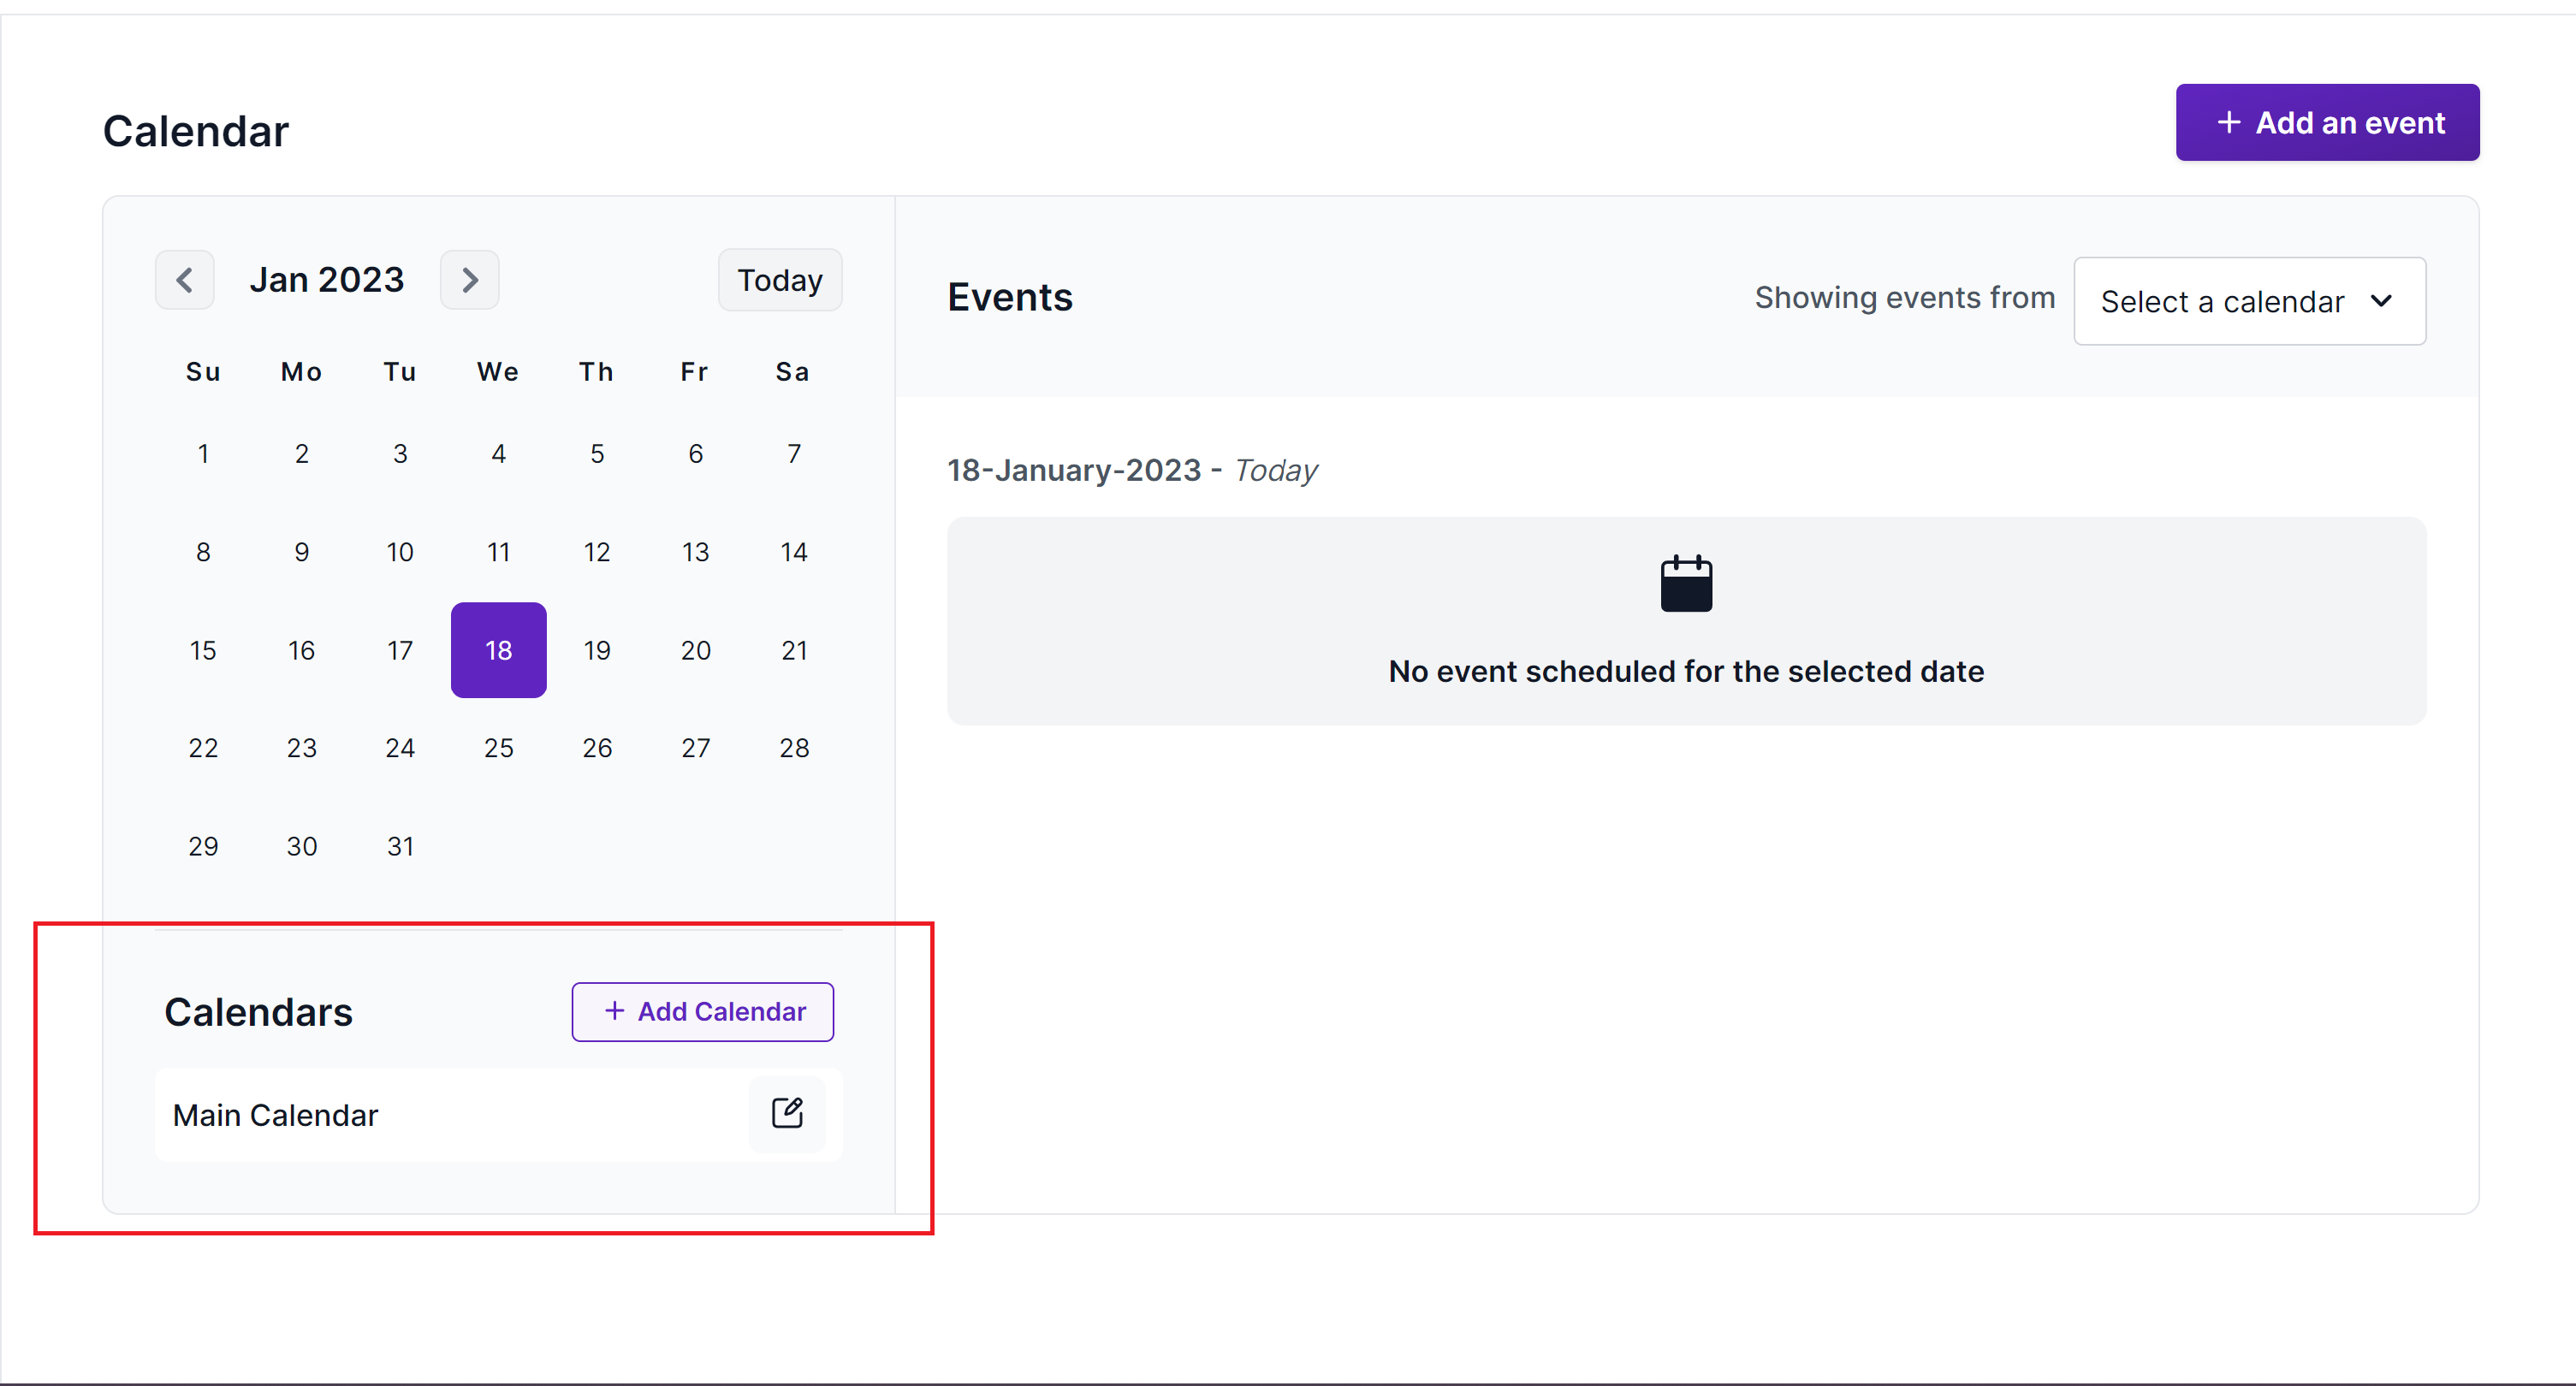 Calendar
+ Add an event
Jan 2023
Today
Su Mo Tu We Th Fr Sa
1 2 3 4 5 6 7
8 9 10 11 12 13 14
15 16 17 18 19 20 21
22 23 24 25 26 27 28
29 30 31
Calendars
+ Add Calendar
Main Calendar
Events
Showing events from
Select a calendar
18-January-2023 - Today
No event scheduled for the selected date